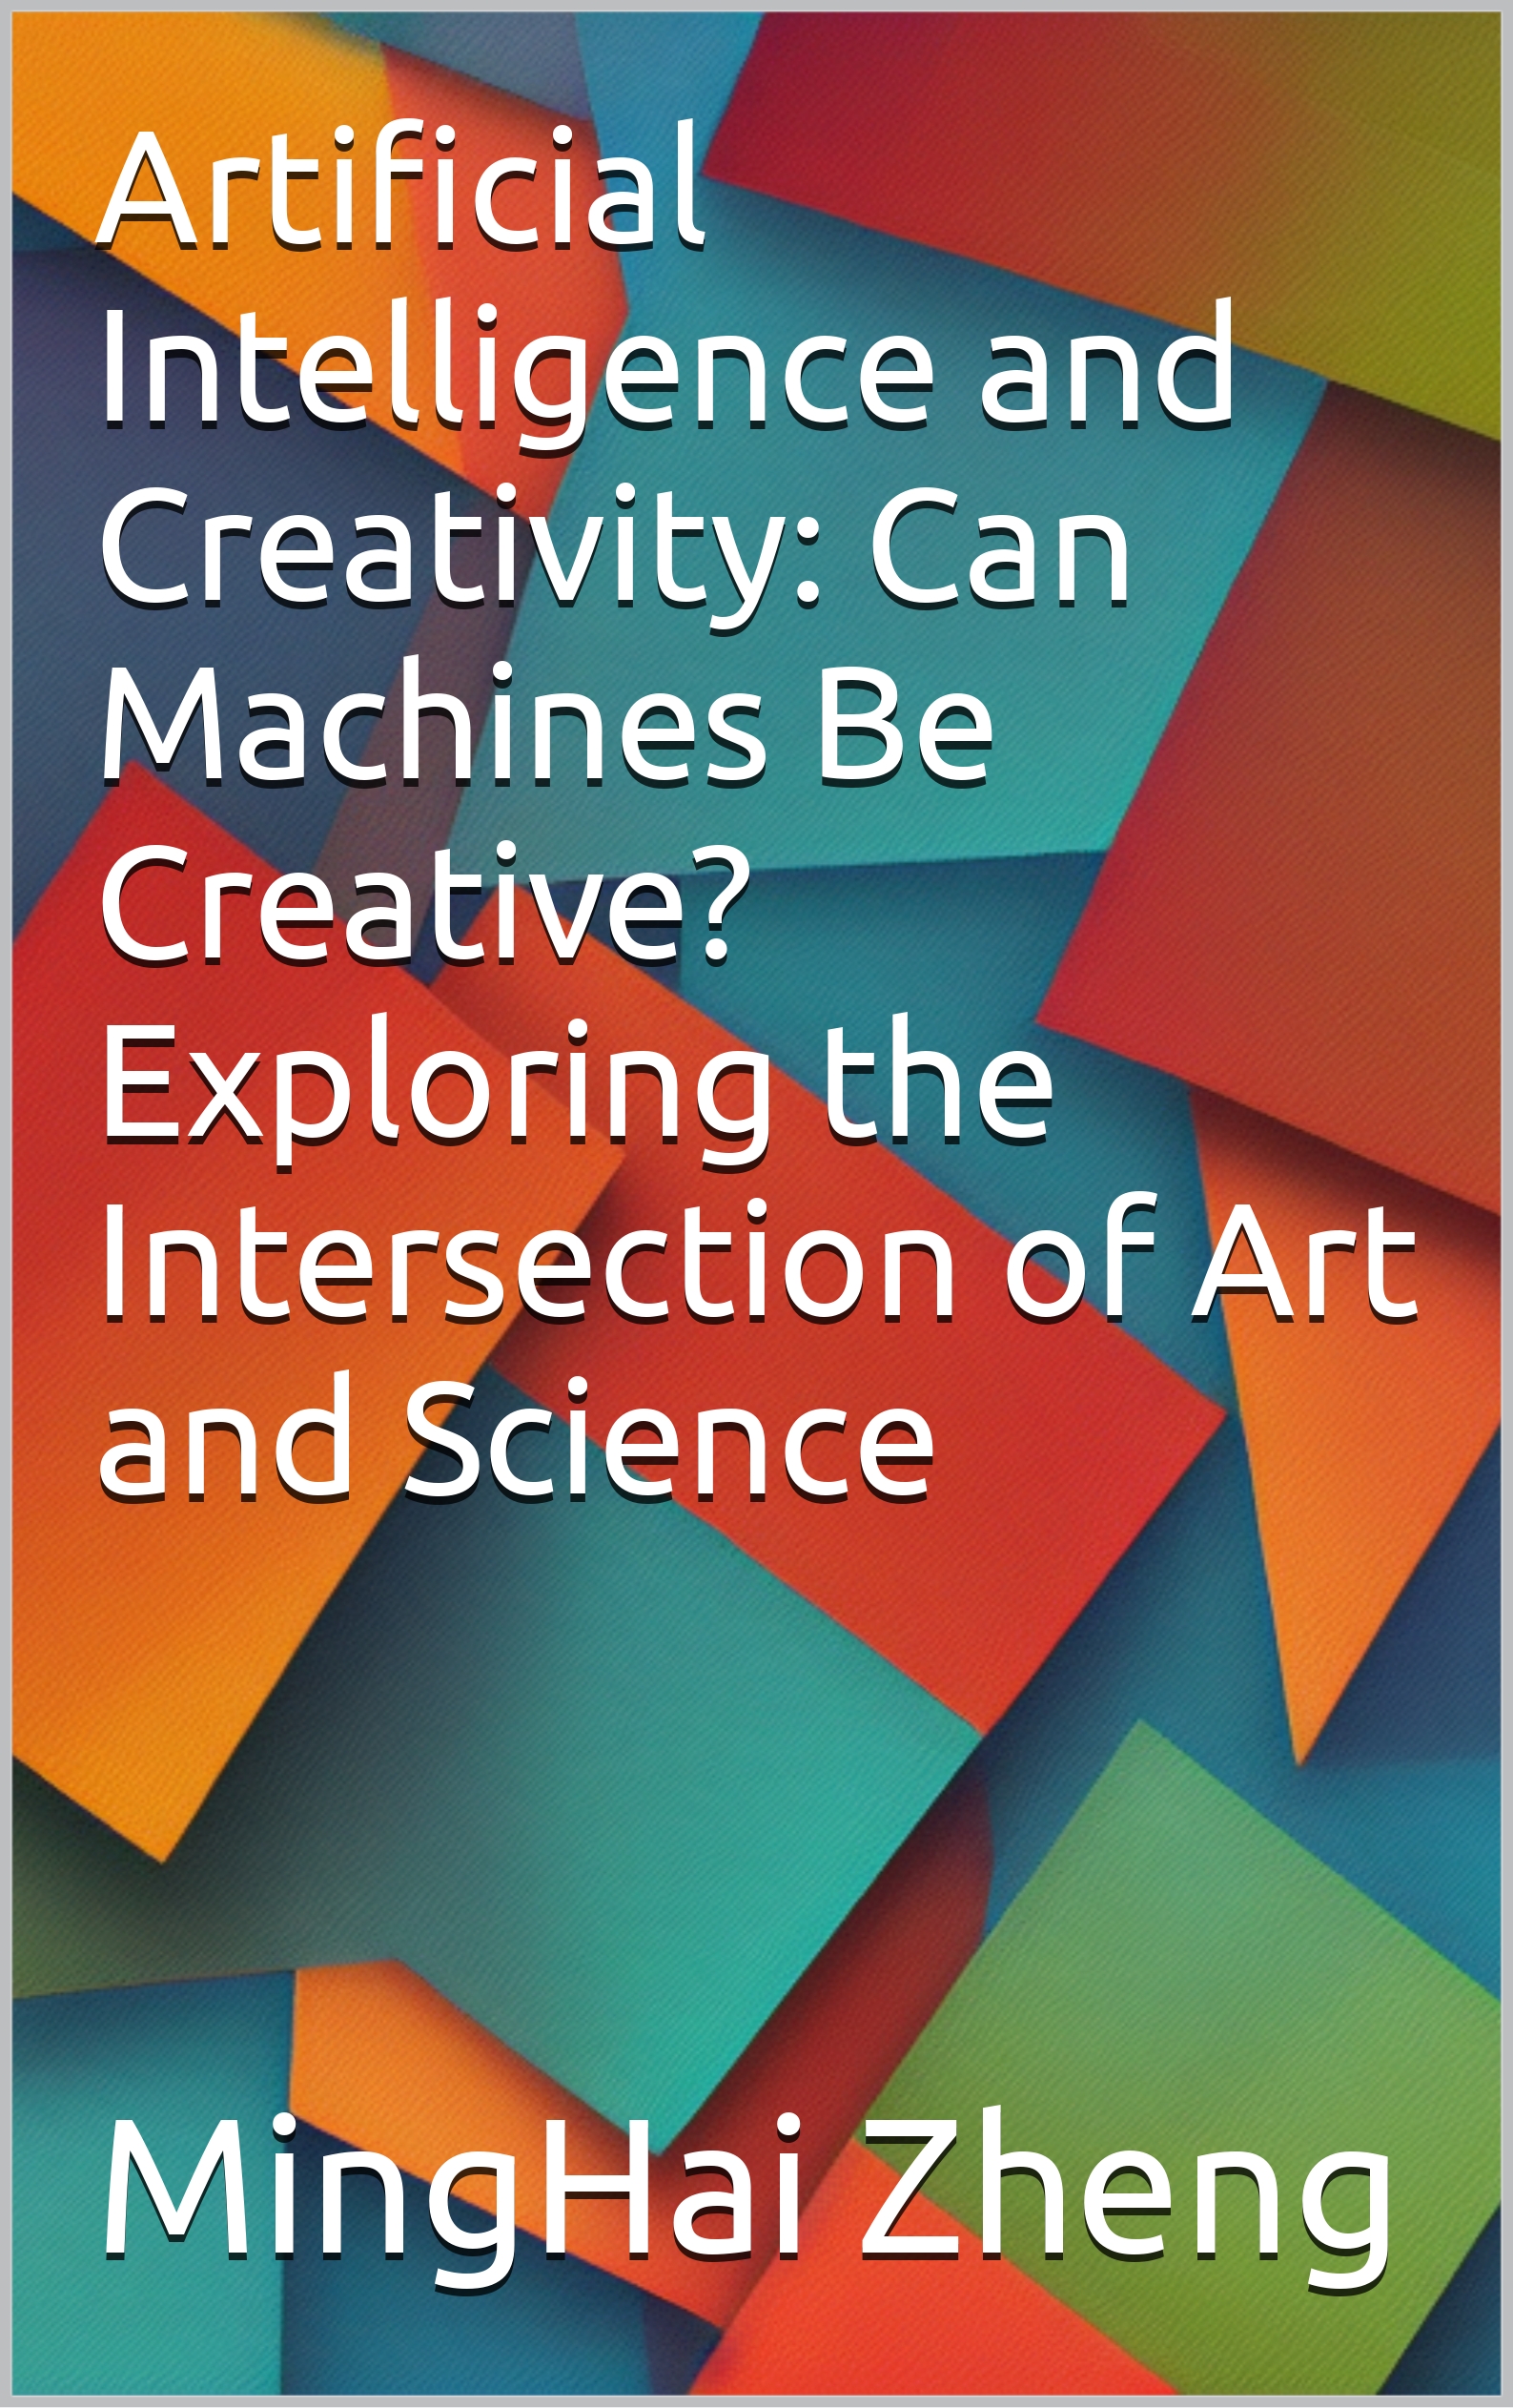 Artificial
Intelligence and
Creativity: Can
Machines Be
Creative?
Exploring the
Intersection of Art
and Science
MingHai Zheng